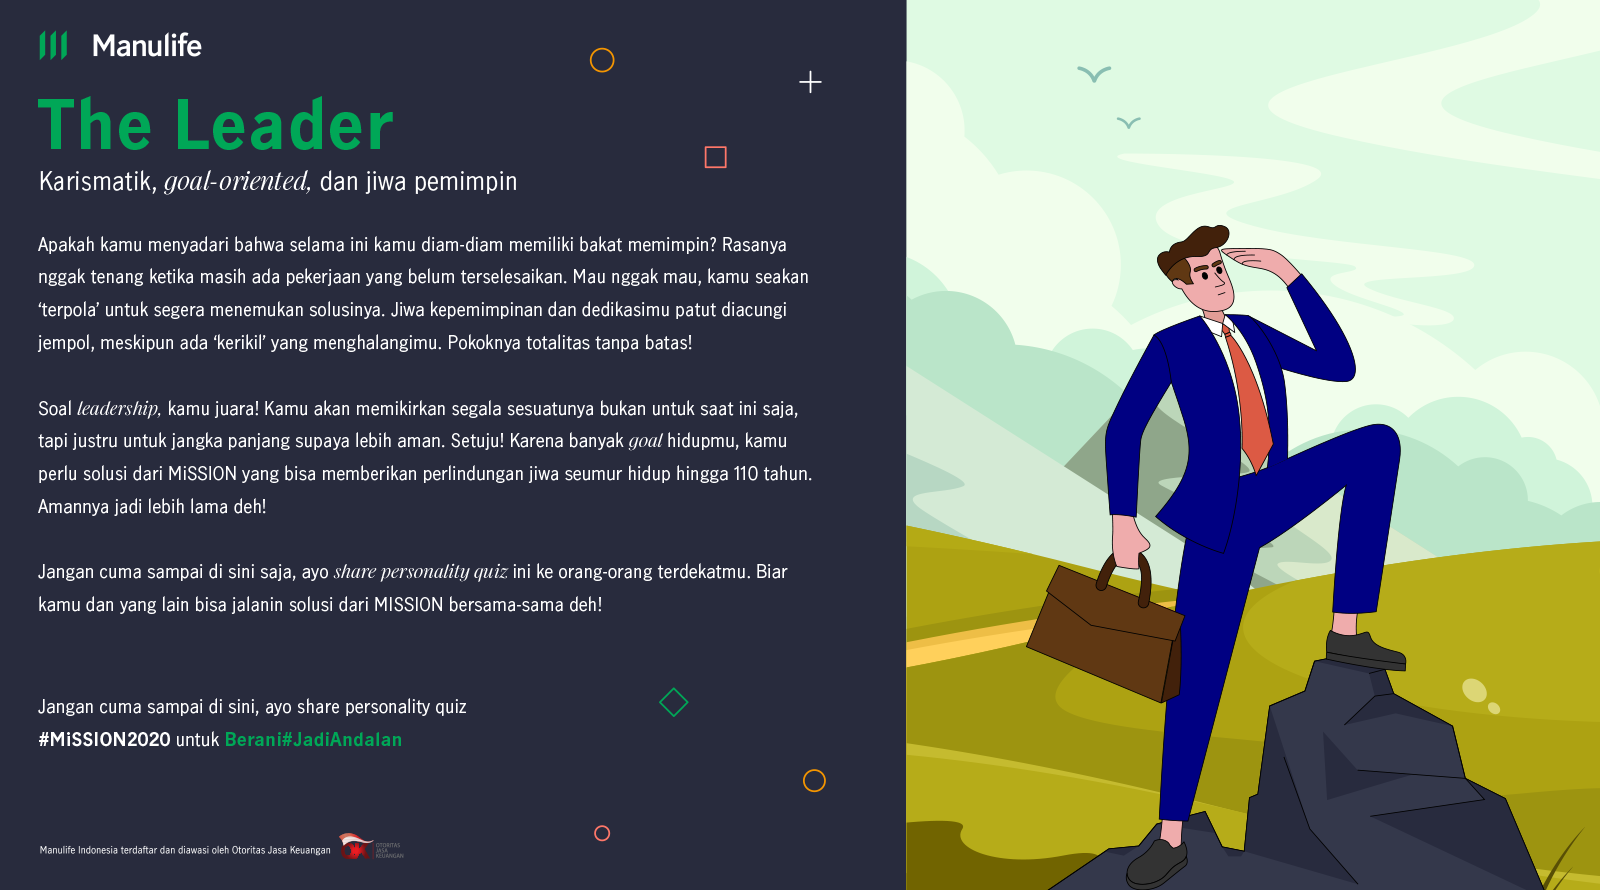 Manulife
The Leader
Karismatik, goal-oriented, dan jiwa pemimpin
Apakah kamu menyadari bahwa selama ini kamu diam-diam memiliki bakat memimpin? Rasanya
nggak tenang ketika masih ada pekerjaan yang belum terselesaikan. Mau nggak mau, kamu seakan
‘terpola’ untuk segera menemukan solusinya. Jiwa kepemimpinan dan dedikasimu patut diacungi
jempol, meskipun ada ‘kerikil’ yang menghalangimu. Pokoknya totalitas tanpa batas!
Soal leadership, kamu juara! Kamu akan memikirkan segala sesuatunya bukan untuk saat ini saja,
tapi justru untuk jangka panjang supaya lebih aman. Setuju! Karena banyak goal hidupmu, kamu
perlu solusi dari MiSSION yang bisa memberikan perlindungan jiwa seumur hidup hingga 110 tahun.
Amannya jadi lebih lama deh!
Jangan cuma sampai di sini saja, ayo share personality quiz ini ke orang-orang terdekatmu. Biar
kamu dan yang lain bisa jalanin solusi dari MISSION bersama-sama deh!
Jangan cuma sampai di sini, ayo share personality quiz
#MiSSION2020 untuk Berani#JadiAndalan
Manulife Indonesia terdaftar dan diawasi oleh Otoritas Jasa Keuangan
OTORITAS
JASA
KEUANGAN